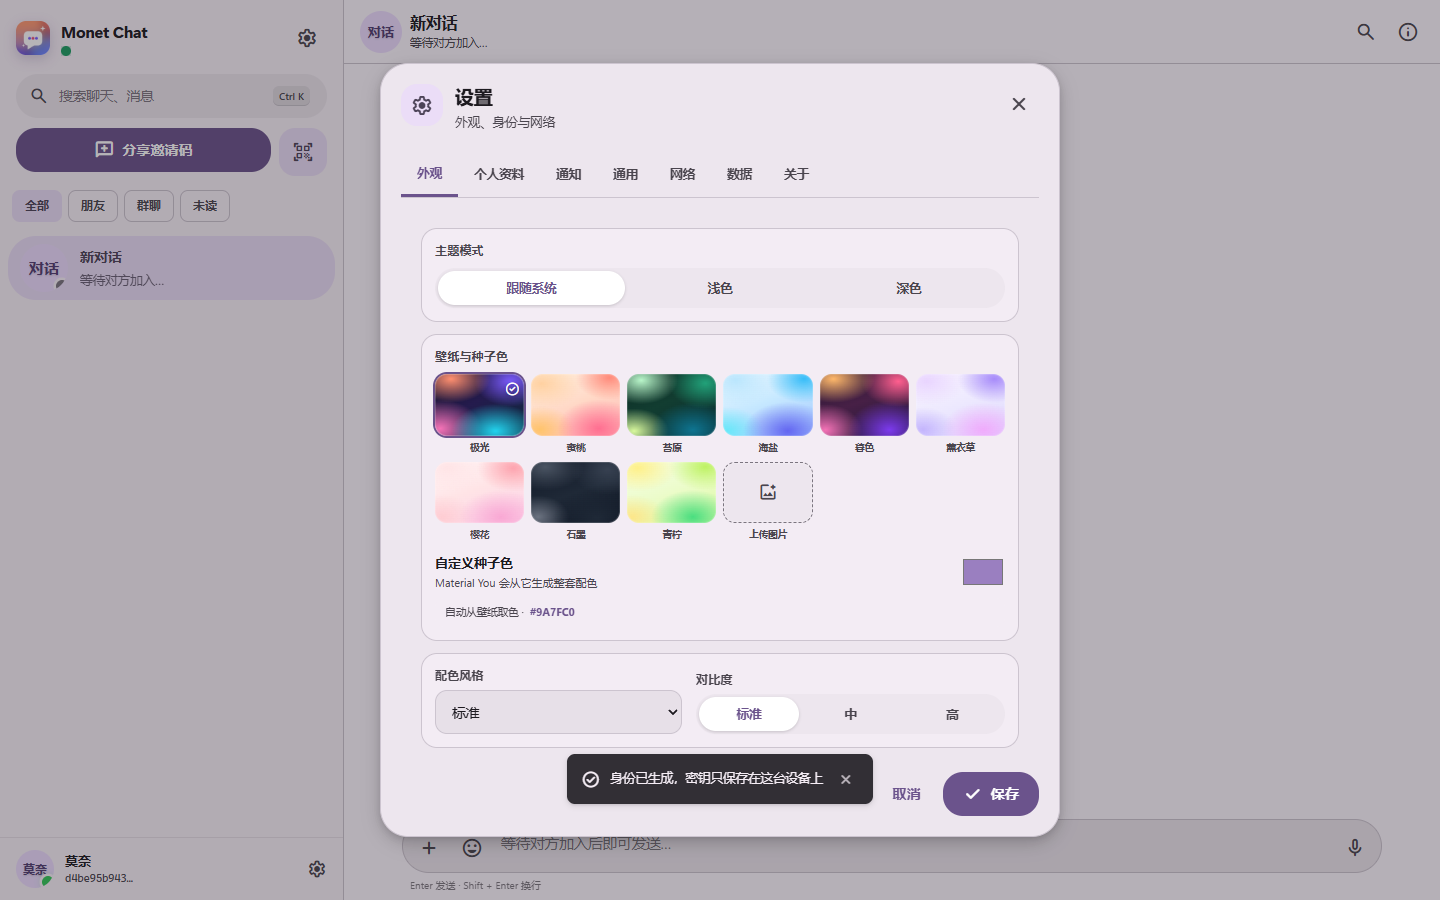 Monet Chat
搜索聊天、消息
Ctrl K
分享邀请码
全部
朋友
群聊
未读
对话
新对话
等待对方加入...
莫奈
莫奈
d4be95b943...
对话
新对话
等待对方加入...
设置
外观、身份与网络
外观
个人资料
通知
通用
网络
数据
关于
主题模式
跟随系统
浅色
深色
壁纸与种子色
极光
蜜桃
苔原
海盐
暮色
薰衣草
樱花
石墨
青柠
上传图片
自定义种子色
Material You 会从它生成整套配色
自动从壁纸取色 · #9A7FC0
配色风格
标准
对比度
标准
中
高
身份已生成，密钥只保存在这台设备上
取消
保存
等待对方加入后即可发送...
Enter 发送 · Shift + Enter 换行